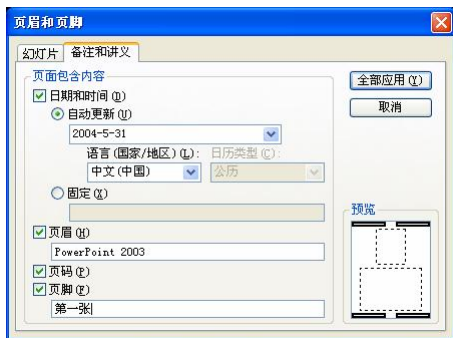 页眉和页脚
幻灯片 备注和讲义
页面包含内容
全部应用(Y)
日期和时间(D)
取消
自动更新(U)
2004-5-31
语言(国家/地区)(L): 日历类型(C):
中文(中国) 公历
固定(X)
预览
页眉(H)
PowerPoint 2003
页码(P)
页脚(F)
第一张